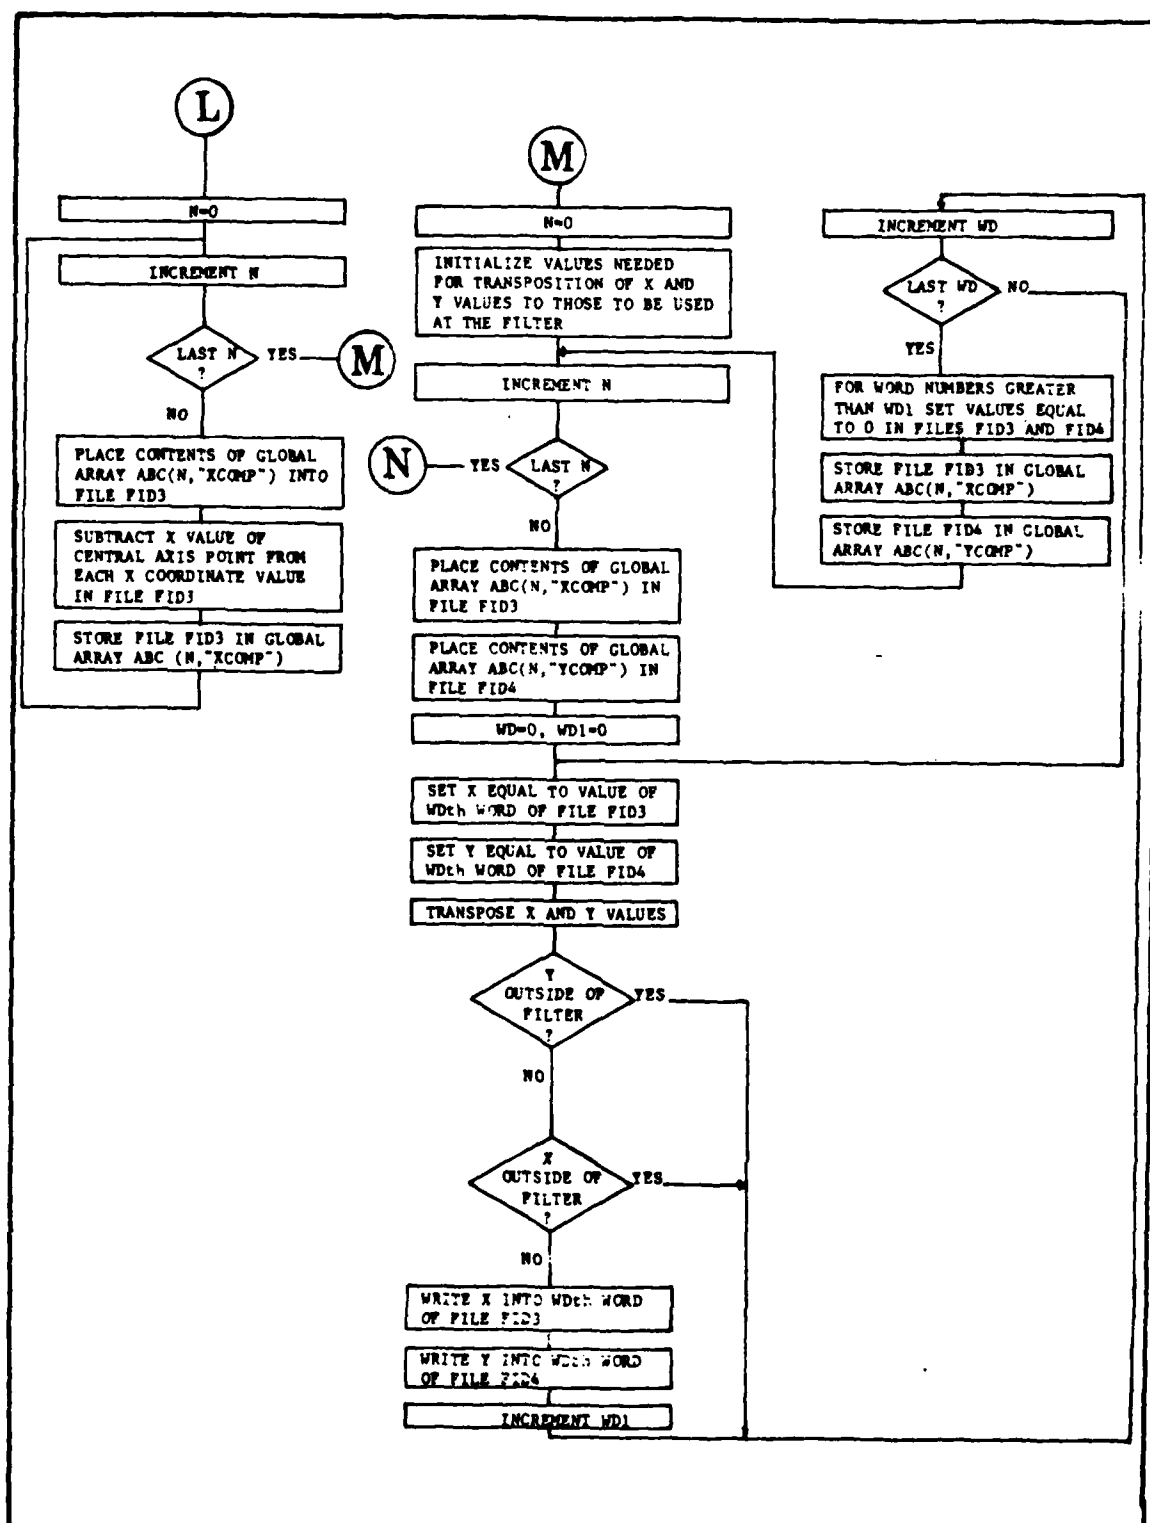 L
N=0
INCREMENT N
LAST N
?
YES
M
NO
PLACE CONTENTS OF GLOBAL
ARRAY ABC(N,"XCOMP") INTO
FILE FID3
SUBTRACT X VALUE OF
CENTRAL AXIS POINT FROM
EACH X COORDINATE VALUE
IN FILE FID3
STORE FILE FID3 IN GLOBAL
ARRAY ABC (N,"XCOMP")
M
N=0
INITIALIZE VALUES NEEDED
FOR TRANSPOSITION OF X AND
Y VALUES TO THOSE TO BE USED
AT THE FILTER
INCREMENT N
N
YES
LAST N
?
NO
PLACE CONTENTS OF GLOBAL
ARRAY ABC(N,"XCOMP") IN
FILE FID3
PLACE CONTENTS OF GLOBAL
ARRAY ABC(N,"YCOMP") IN
FILE FID4
WD=0, WD1=0
SET X EQUAL TO VALUE OF
WDth WORD OF FILE FID3
SET Y EQUAL TO VALUE OF
WDth WORD OF FILE FID4
TRANSPOSE X AND Y VALUES
Y
OUTSIDE OF
FILTER
?
YES
NO
X
OUTSIDE OF
FILTER
?
YES
NO
WRITE X INTO WDth WORD
OF FILE FID3
WRITE Y INTO WDth WORD
OF FILE FID4
INCREMENT WD1
INCREMENT WD
LAST WD
?
NO
YES
FOR WORD NUMBERS GREATER
THAN WD1 SET VALUES EQUAL
TO 0 IN FILES FID3 AND FID4
STORE FILE FID3 IN GLOBAL
ARRAY ABC(N,"XCOMP")
STORE FILE FID4 IN GLOBAL
ARRAY ABC(N,"YCOMP")